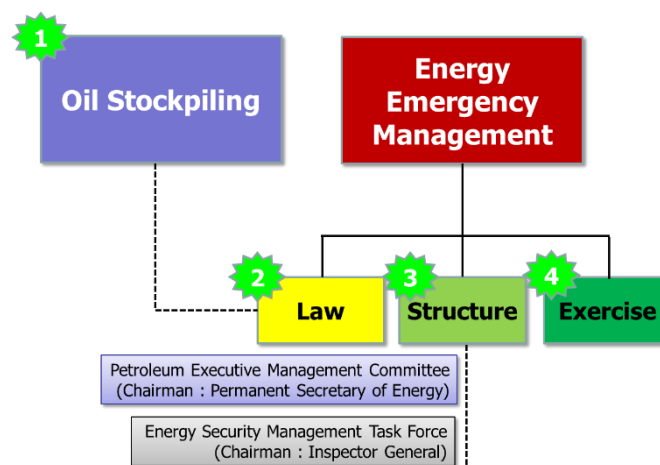 1
Oil Stockpiling
Energy
Emergency
Management
2
Law
3
Structure
4
Exercise
Petroleum Executive Management Committee
(Chairman : Permanent Secretary of Energy)
Energy Security Management Task Force
(Chairman : Inspector General)